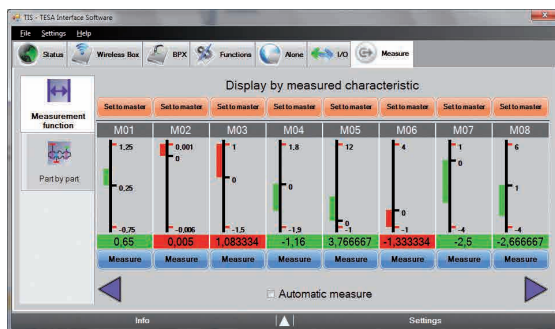 TIS - TESA Interface Software
File Settings Help
Status Wireless Box BPX Functions None I/O Measure
Display by measured characteristic
Measurement function
Part by part
Set to master Set to master Set to master Set to master Set to master Set to master Set to master Set to master
M01 M02 M03 M04 M05 M06 M07 M08
1,25 0,001 1 1,8 12 4 1 6
0 0
0,25 0 0 0 1
0 0
-0,75 -0,006 -1,5 -1,9 -1 -1 -4 -4
0,65 0,005 1,083334 -1,16 3,766667 -1,333334 -2,5 -2,666667
Measure Measure Measure Measure Measure Measure Measure Measure
Automatic measure
Info Settings